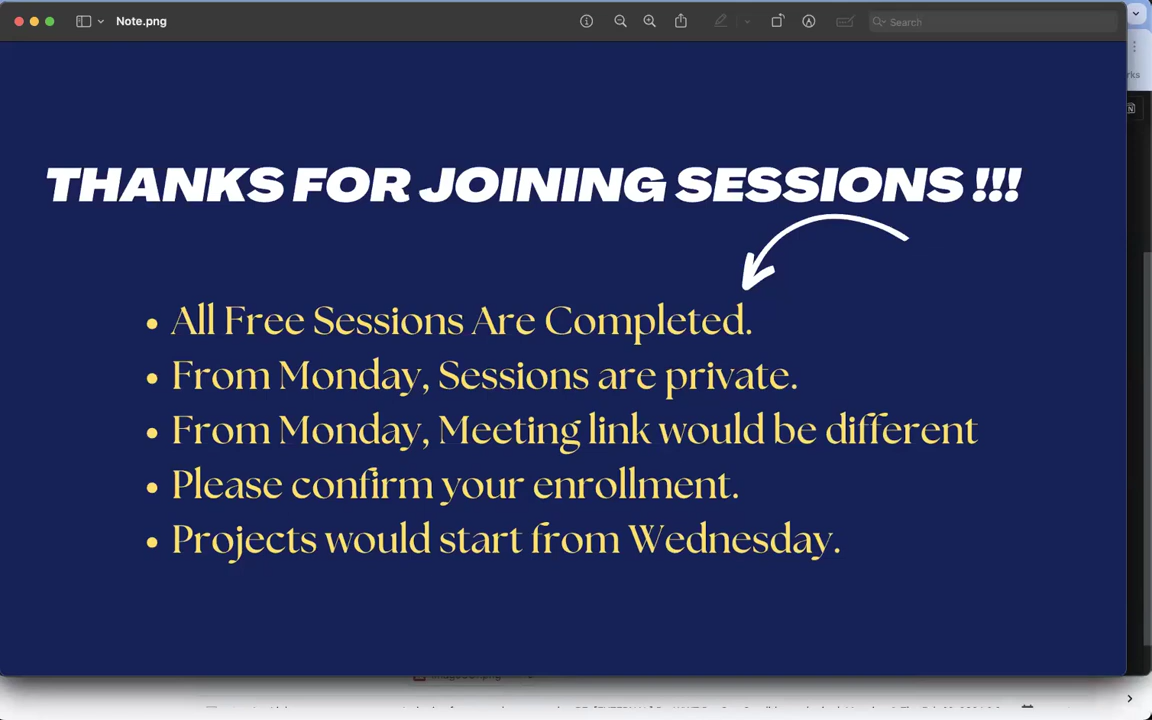 Note.png
Search
rks
THANKS FOR JOINING SESSIONS !!!
• All Free Sessions Are Completed.
• From Monday, Sessions are private.
• From Monday, Meeting link would be different
• Please confirm your enrollment.
• Projects would start from Wednesday.